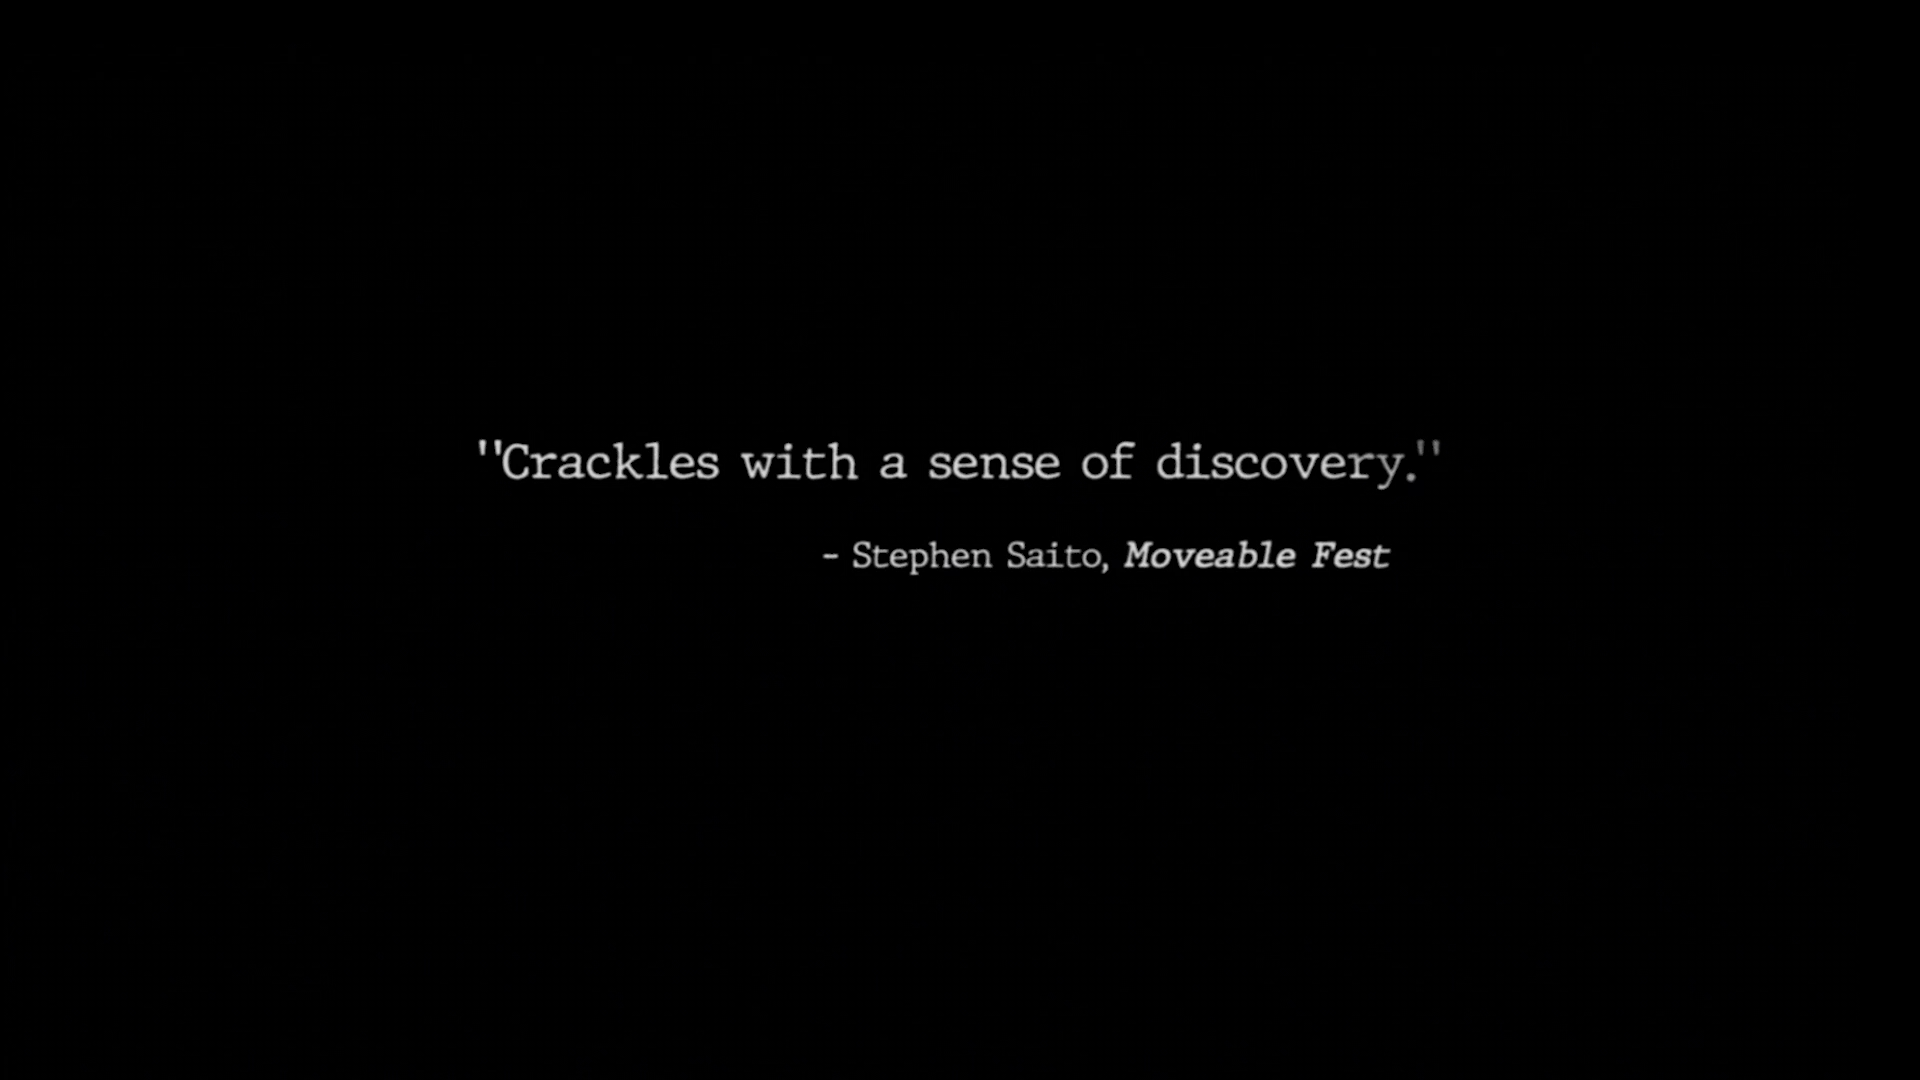 "Crackles with a sense of discovery."
- Stephen Saito, Moveable Fest